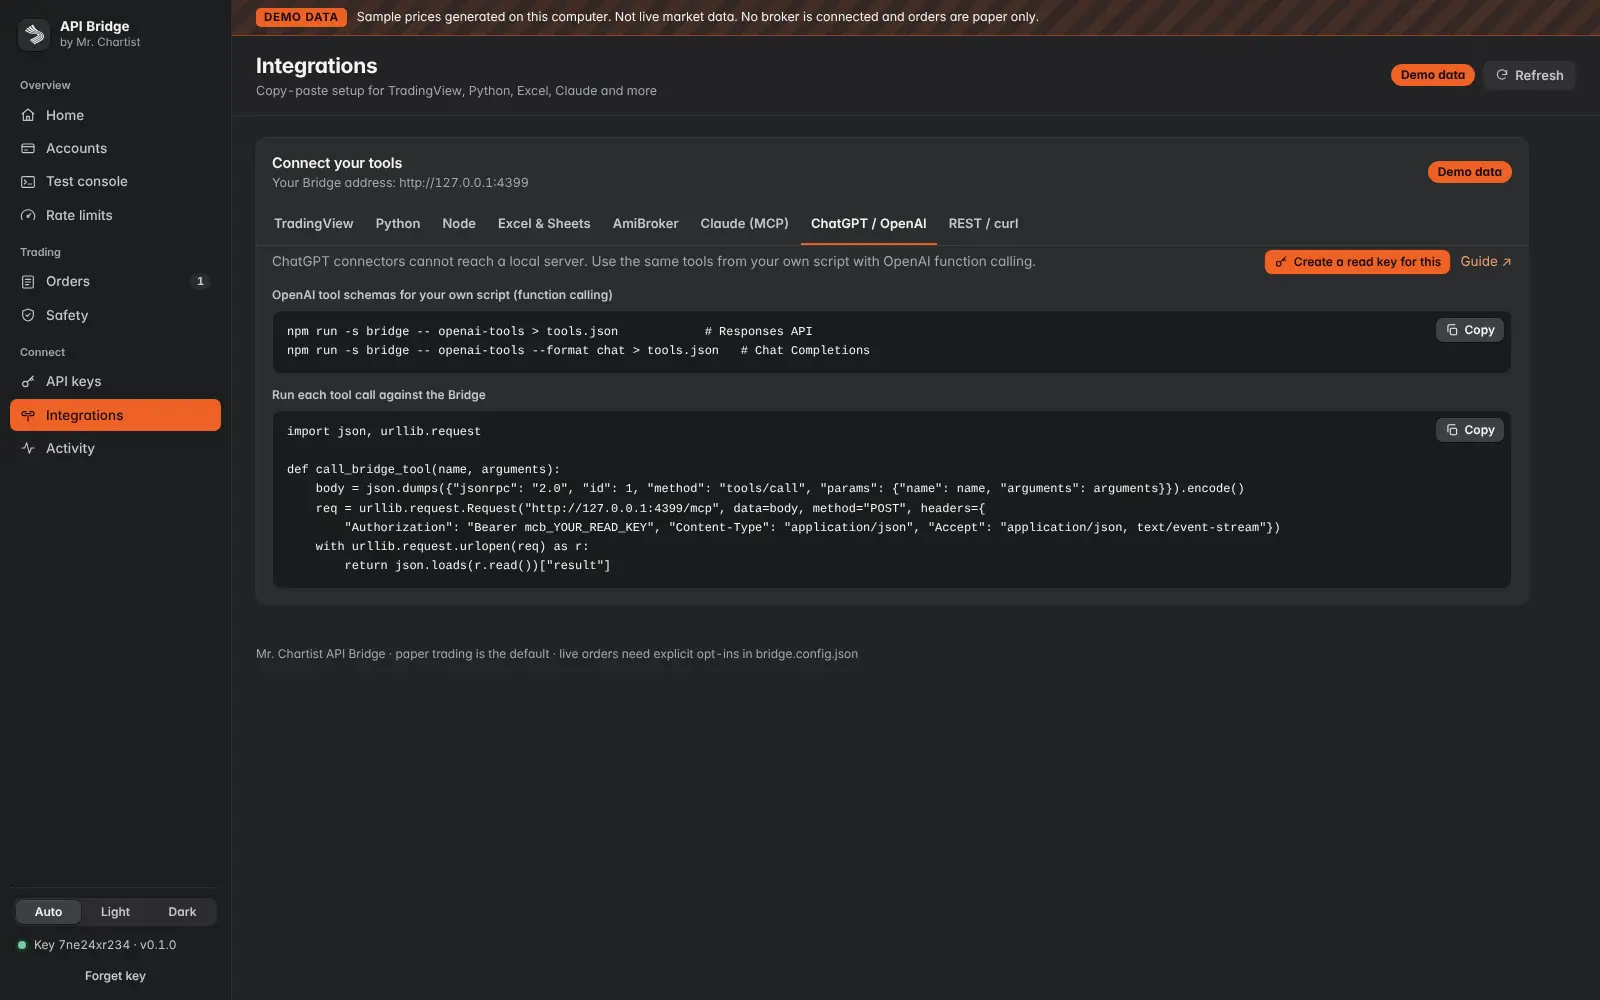 API Bridge
by Mr. Chartist
Overview
Home
Accounts
Test console
Rate limits
Trading
Orders 1
Safety
Connect
API keys
Integrations
Activity
Auto Light Dark
Key 7ne24xr234 · v0.1.0
Forget key
DEMO DATA Sample prices generated on this computer. Not live market data. No broker is connected and orders are paper only.
Integrations
Copy-paste setup for TradingView, Python, Excel, Claude and more
Demo data Refresh
Connect your tools
Your Bridge address: http://127.0.0.1:4399
Demo data
TradingView Python Node Excel & Sheets AmiBroker Claude (MCP) ChatGPT / OpenAI REST / curl
ChatGPT connectors cannot reach a local server. Use the same tools from your own script with OpenAI function calling.
Create a read key for this Guide ↗
OpenAI tool schemas for your own script (function calling)
npm run -s bridge -- openai-tools > tools.json            # Responses API
npm run -s bridge -- openai-tools --format chat > tools.json   # Chat Completions
Copy
Run each tool call against the Bridge
Copy
import json, urllib.request
def call_bridge_tool(name, arguments):
    body = json.dumps({"jsonrpc": "2.0", "id": 1, "method": "tools/call", "params": {"name": name, "arguments": arguments}}).encode()
    req = urllib.request.Request("http://127.0.0.1:4399/mcp", data=body, method="POST", headers={
        "Authorization": "Bearer mcb_YOUR_READ_KEY", "Content-Type": "application/json", "Accept": "application/json, text/event-stream"})
    with urllib.request.urlopen(req) as r:
        return json.loads(r.read())["result"]
Mr. Chartist API Bridge · paper trading is the default · live orders need explicit opt-ins in bridge.config.json